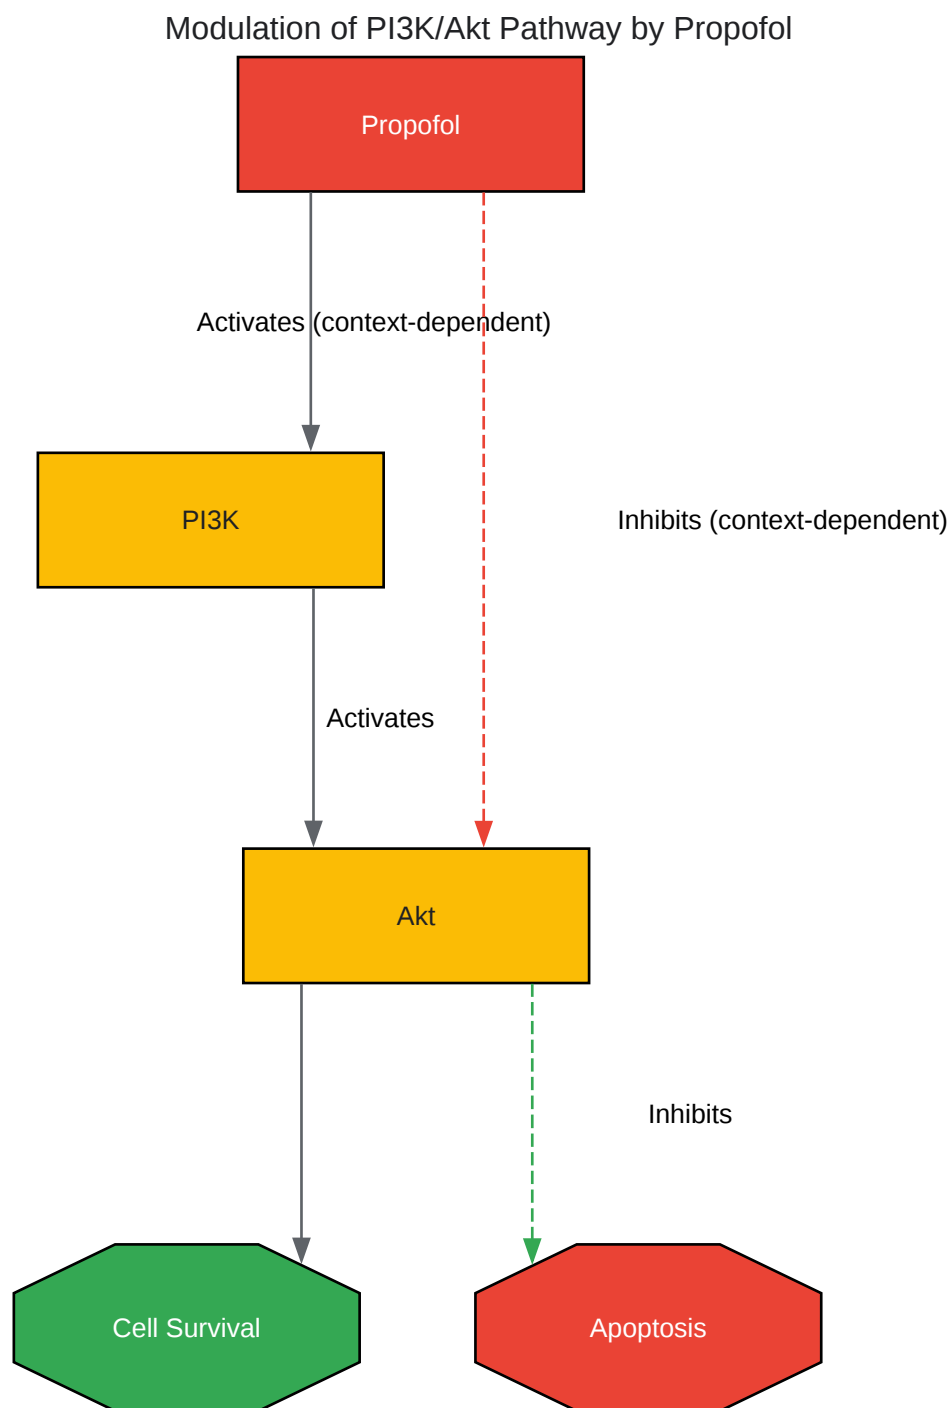 Modulation of PI3K/Akt Pathway by Propofol
Propofol
Activates (context-dependent)
PI3K
Inhibits (context-dependent)
Activates
Akt
Inhibits
Cell Survival
Apoptosis